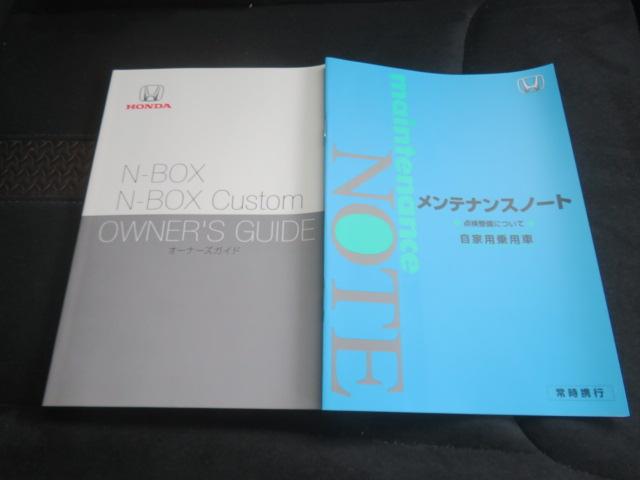 HONDA
N-BOX
N-BOX Custom
OWNER'S GUIDE
オーナーズガイド
maintenance
NOTE
メンテナンスノート
点検整備について
自家用乗用車
常時携行